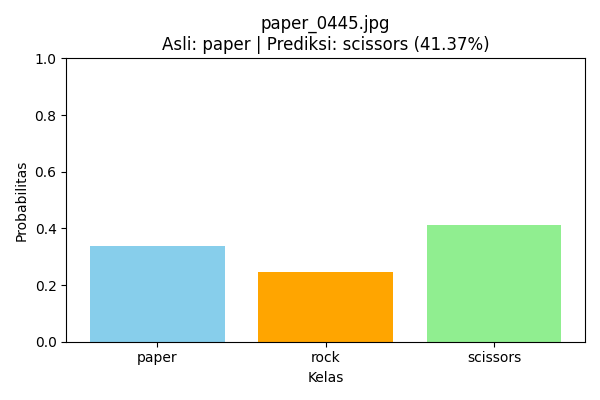 paper_0445.jpg
Asli: paper | Prediksi: scissors (41.37%)
1.0
0.8
0.6
0.4
0.2
0.0
Probabilitas
paper
rock
scissors
Kelas